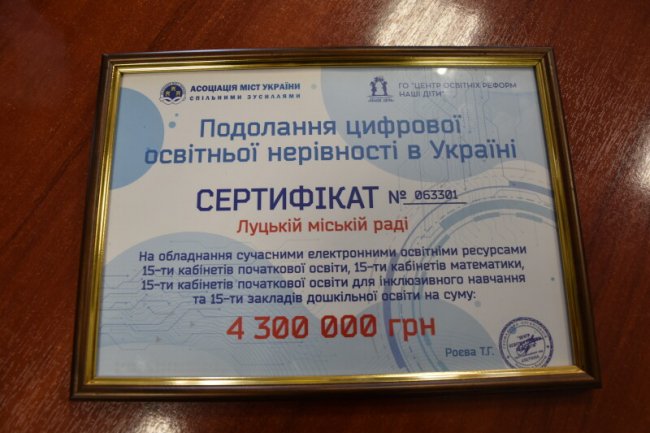 АСОЦІАЦІЯ МІСТ УКРАЇНИ
СПІЛЬНИМИ ЗУСИЛЛЯМИ
ГО "ЦЕНТР ОСВІТНІХ РЕФОРМ
НАШІ ДІТИ"
Подолання цифрової
освітньої нерівності в Україні
СЕРТИФІКАТ № 063301
Луцькій міській раді
На обладнання сучасними електронними освітніми ресурсами
15-ти кабінетів початкової освіти, 15-ти кабінетів математики,
15-ти кабінетів початкової освіти для інклюзивного навчання
та 15-ти закладів дошкільної освіти на суму:
4 300 000 грн
Роєва Т.Г.